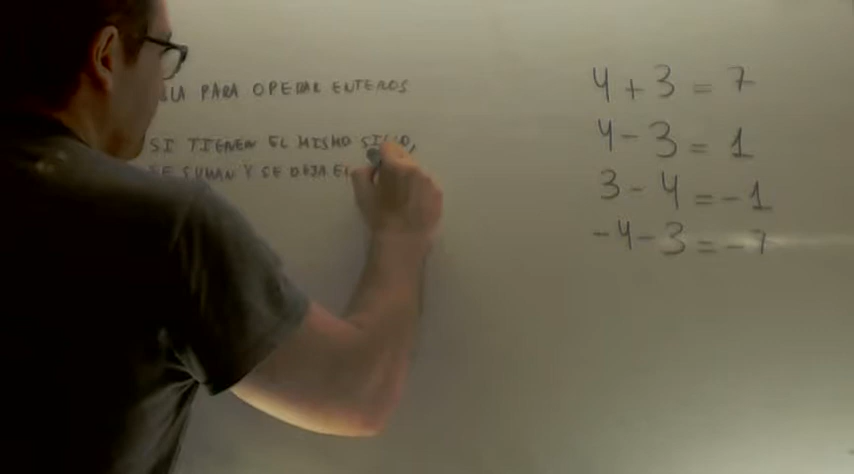 PARA OPERAR ENTEROS
SI TIENEN EL MISMO
SE SUMAN Y SE DEJA EL
4 + 3 = 7
4 - 3 = 1
3 - 4 = -1
-4 - 3 = -7